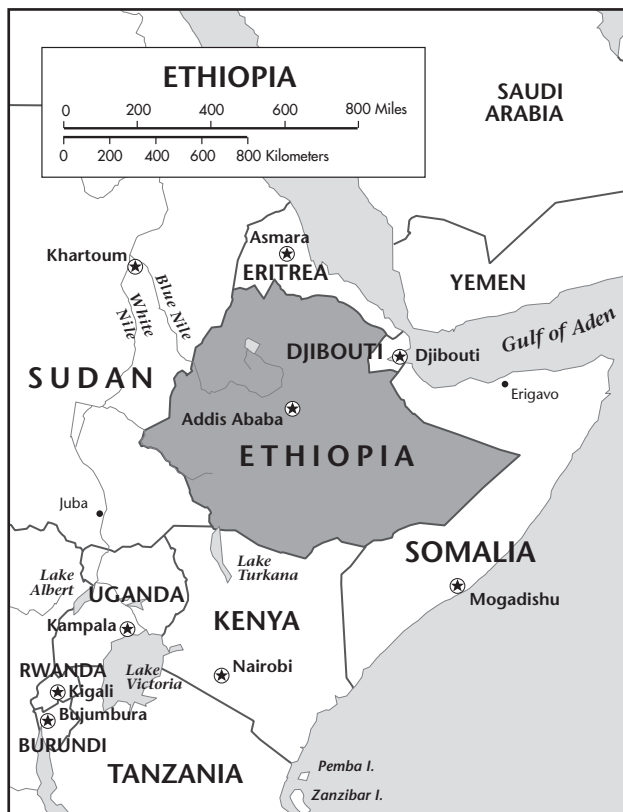 ETHIOPIA
0 200 400 600 800 Miles
0 200 400 600 800 Kilometers
SAUDI
ARABIA
Asmara
Khartoum
ERITREA
YEMEN
Blue Nile
White
Nile
Gulf of Aden
DJIBOUTI
Djibouti
SUDAN
Erigavo
Addis Ababa
ETHIOPIA
Juba
SOMALIA
Lake
Turkana
Lake
Albert
UGANDA
Mogadishu
KENYA
Kampala
RWANDA
Lake
Victoria
Nairobi
Kigali
Bujumbura
BURUNDI
TANZANIA
Pemba I.
Zanzibar I.